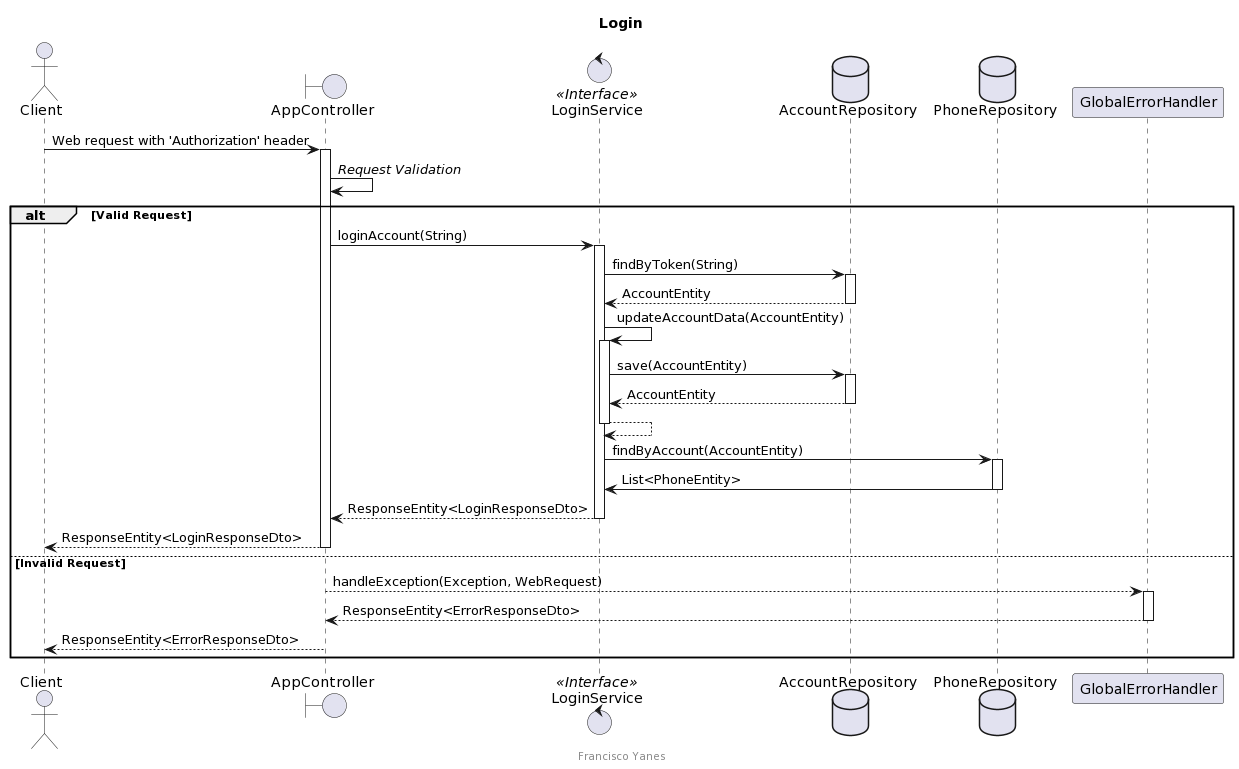 Login
Client
AppController
«Interface»
LoginService
AccountRepository
PhoneRepository
GlobalErrorHandler
Web request with 'Authorization' header
Request Validation
alt
[Valid Request]
loginAccount(String)
findByToken(String)
AccountEntity
updateAccountData(AccountEntity)
save(AccountEntity)
AccountEntity
findByAccount(AccountEntity)
List<PhoneEntity>
ResponseEntity<LoginResponseDto>
ResponseEntity<LoginResponseDto>
[Invalid Request]
handleException(Exception, WebRequest)
ResponseEntity<ErrorResponseDto>
ResponseEntity<ErrorResponseDto>
Client
AppController
«Interface»
LoginService
AccountRepository
PhoneRepository
GlobalErrorHandler
Francisco Yanes